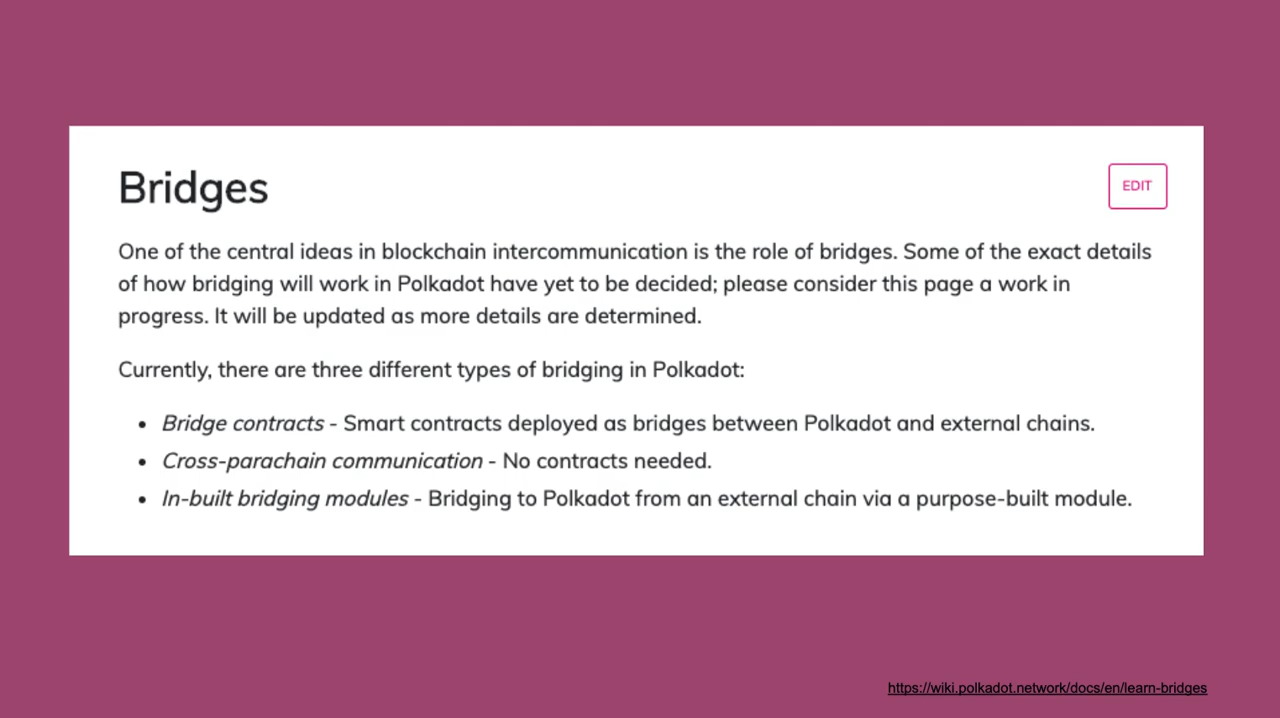 Bridges
EDIT
One of the central ideas in blockchain intercommunication is the role of bridges. Some of the exact details
of how bridging will work in Polkadot have yet to be decided; please consider this page a work in
progress. It will be updated as more details are determined.
Currently, there are three different types of bridging in Polkadot:
• Bridge contracts - Smart contracts deployed as bridges between Polkadot and external chains.
• Cross-parachain communication - No contracts needed.
• In-built bridging modules - Bridging to Polkadot from an external chain via a purpose-built module.
https://wiki.polkadot.network/docs/en/learn-bridges